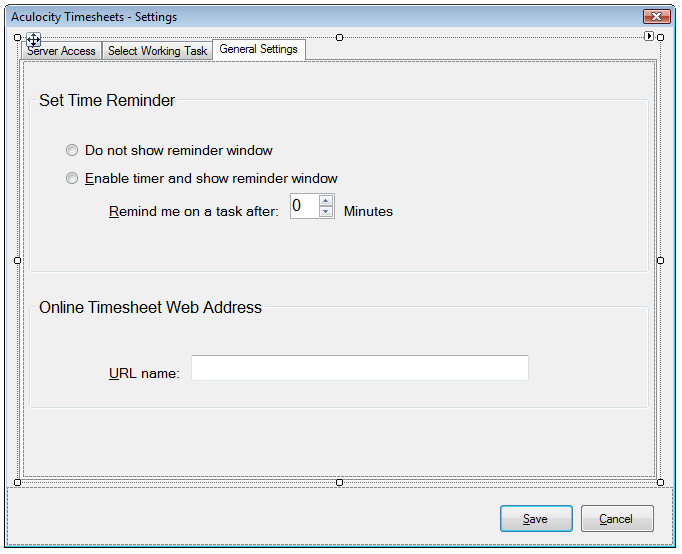 Aculocity Timesheets - Settings
Server Access Select Working Task General Settings
Set Time Reminder
Do not show reminder window
Enable timer and show reminder window
Remind me on a task after: 0 Minutes
Online Timesheet Web Address
URL name:
Save Cancel